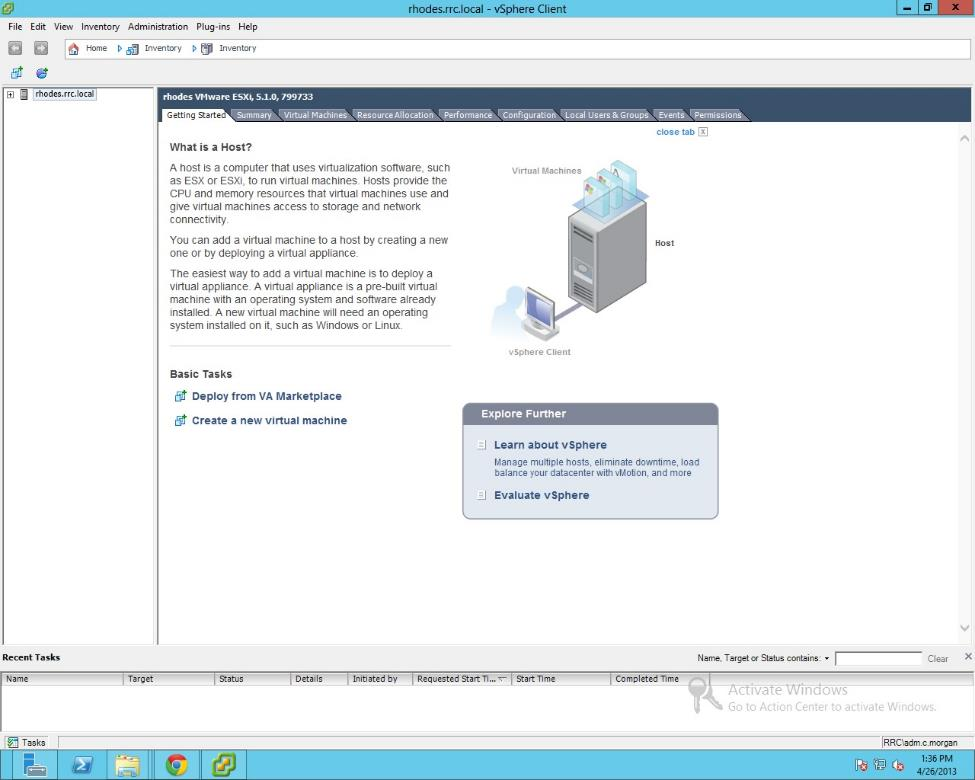 rhodes.rrc.local - vSphere Client
File Edit View Inventory Administration Plug-ins Help
Home Inventory Inventory
rhodes.rrc.local
rhodes VMware ESXi, 5.1.0, 799733
Getting Started Summary Virtual Machines Resource Allocation Performance Configuration Local Users & Groups Events Permissions
close tab
What is a Host?
A host is a computer that uses virtualization software, such
as ESX or ESXi, to run virtual machines. Hosts provide the
CPU and memory resources that virtual machines use and
give virtual machines access to storage and network
connectivity.
You can add a virtual machine to a host by creating a new
one or by deploying a virtual appliance.
The easiest way to add a virtual machine is to deploy a
virtual appliance. A virtual appliance is a pre-built virtual
machine with an operating system and software already
installed. A new virtual machine will need an operating
system installed on it, such as Windows or Linux.
Virtual Machines
Host
vSphere Client
Basic Tasks
Deploy from VA Marketplace
Create a new virtual machine
Explore Further
Learn about vSphere
Manage multiple hosts, eliminate downtime, load
balance your datacenter with vMotion, and more
Evaluate vSphere
Recent Tasks
Name, Target or Status contains:
Clear
Name Target Status Details Initiated by Requested Start Ti... Start Time Completed Time
Activate Windows
Go to Action Center to activate Windows.
Tasks
RRC\adm.c.morgan
1:36 PM
4/26/2013